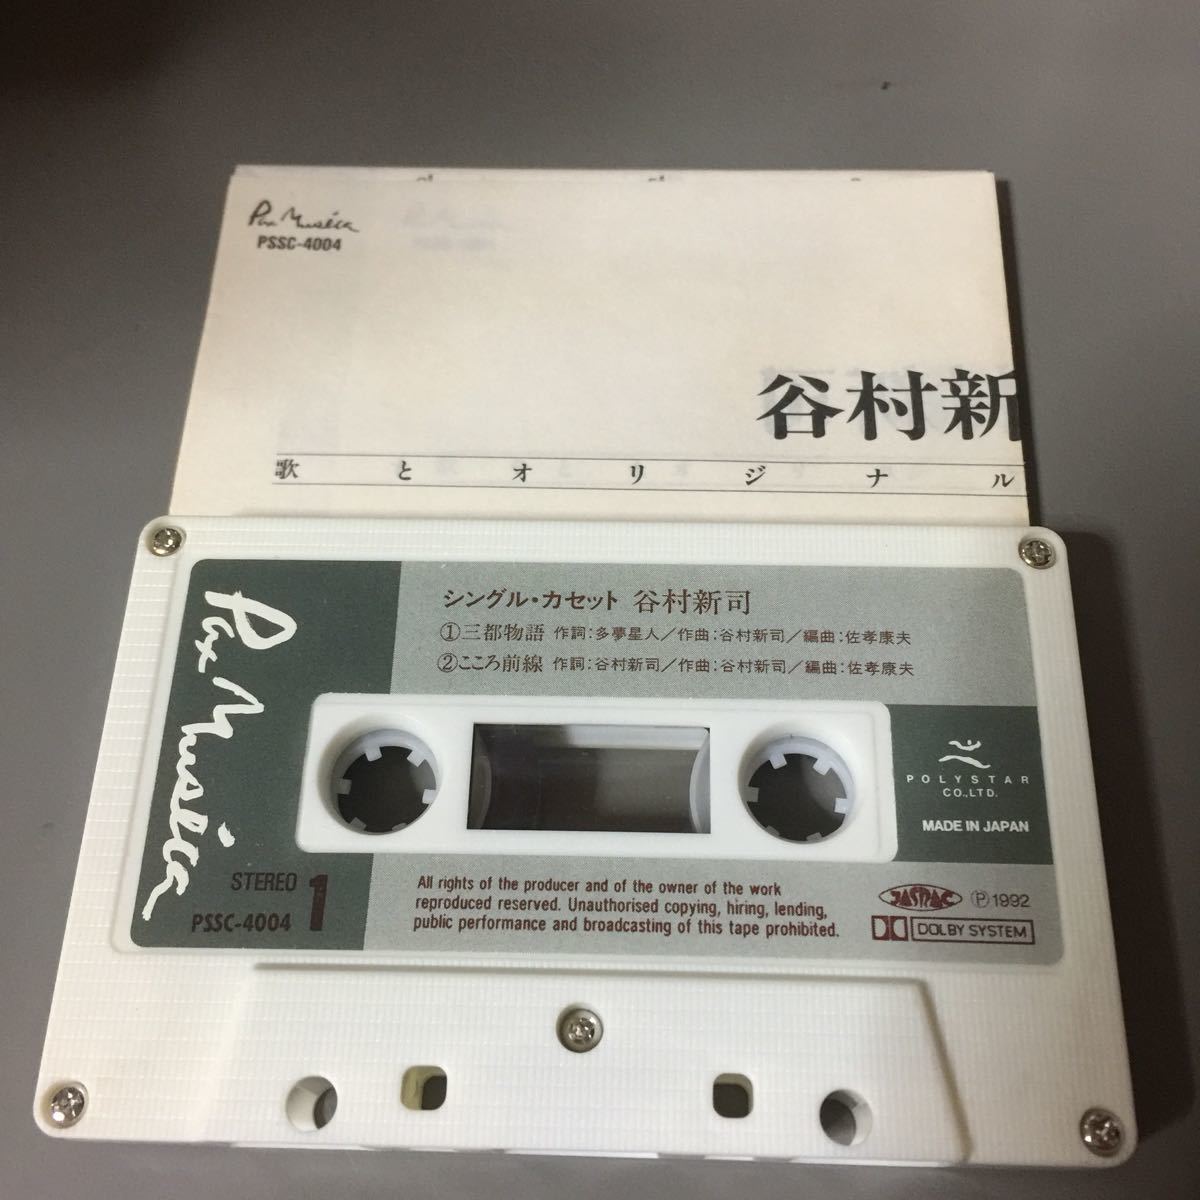 Pax Musica
PSSC-4004
谷村新
歌とオリジナル
シングル・カセット 谷村新司
①三都物語 作詞:多夢星人/作曲:谷村新司/編曲:佐孝康夫
②こころ前線 作詞:谷村新司/作曲:谷村新司/編曲:佐孝康夫
Pax Musica
POLYSTAR
CO.,LTD.
MADE IN JAPAN
STEREO 1
PSSC-4004
All rights of the producer and of the owner of the work
reproduced reserved. Unauthorised copying, hiring, lending,
public performance and broadcasting of this tape prohibited.
JASRAC Ⓟ1992
DOLBY SYSTEM